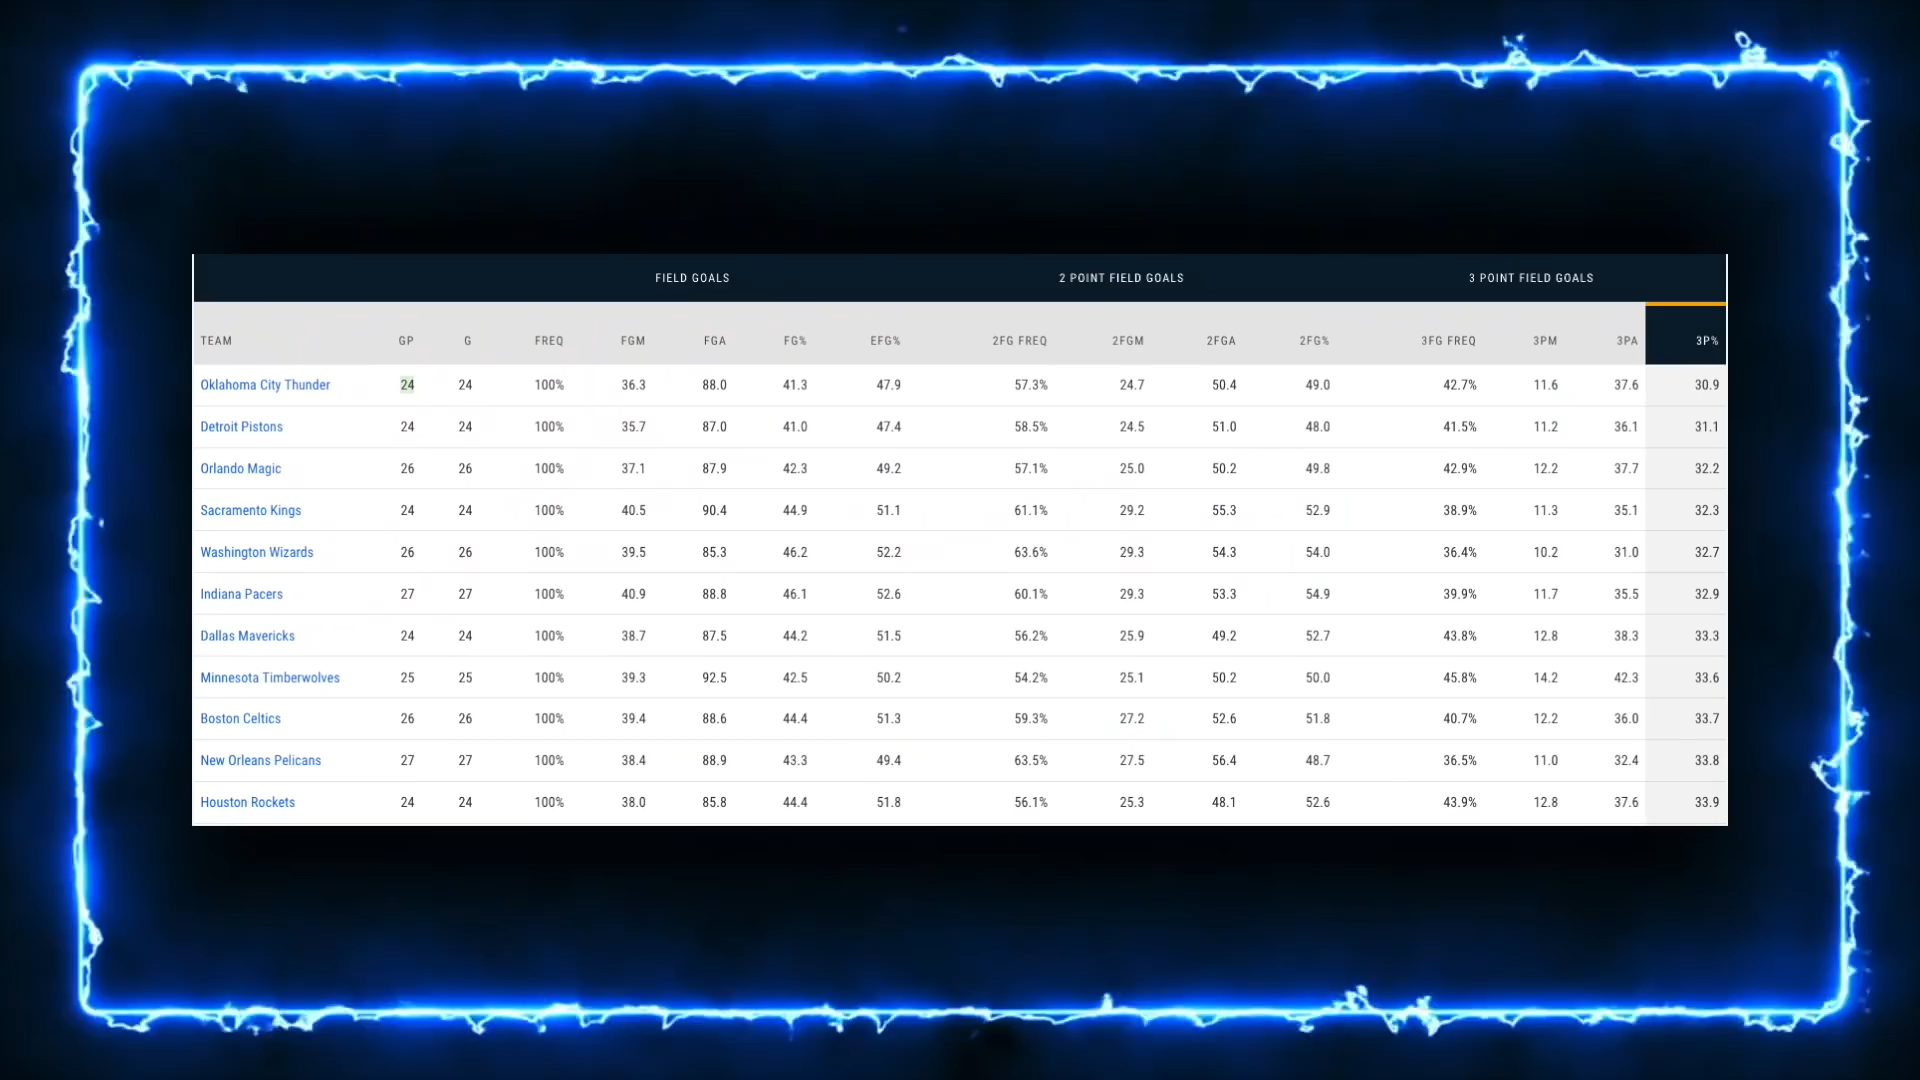 FIELD GOALS 2 POINT FIELD GOALS 3 POINT FIELD GOALS
TEAM GP G FREQ FGM FGA FG% EFG% 2FG FREQ 2FGM 2FGA 2FG% 3FG FREQ 3PM 3PA 3P%
Oklahoma City Thunder 24 24 100% 36.3 88.0 41.3 47.9 57.3% 24.7 50.4 49.0 42.7% 11.6 37.6 30.9
Detroit Pistons 24 24 100% 35.7 87.0 41.0 47.4 58.5% 24.5 51.0 48.0 41.5% 11.2 36.1 31.1
Orlando Magic 26 26 100% 37.1 87.9 42.3 49.2 57.1% 25.0 50.2 49.8 42.9% 12.2 37.7 32.2
Sacramento Kings 24 24 100% 40.5 90.4 44.9 51.1 61.1% 29.2 55.3 52.9 38.9% 11.3 35.1 32.3
Washington Wizards 26 26 100% 39.5 85.3 46.2 52.2 63.6% 29.3 54.3 54.0 36.4% 10.2 31.0 32.7
Indiana Pacers 27 27 100% 40.9 88.8 46.1 52.6 60.1% 29.3 53.3 54.9 39.9% 11.7 35.5 32.9
Dallas Mavericks 24 24 100% 38.7 87.5 44.2 51.5 56.2% 25.9 49.2 52.7 43.8% 12.8 38.3 33.3
Minnesota Timberwolves 25 25 100% 39.3 92.5 42.5 50.2 54.2% 25.1 50.2 50.0 45.8% 14.2 42.3 33.6
Boston Celtics 26 26 100% 39.4 88.6 44.4 51.3 59.3% 27.2 52.6 51.8 40.7% 12.2 36.0 33.7
New Orleans Pelicans 27 27 100% 38.4 88.9 43.3 49.4 63.5% 27.5 56.4 48.7 36.5% 11.0 32.4 33.8
Houston Rockets 24 24 100% 38.0 85.8 44.4 51.8 56.1% 25.3 48.1 52.6 43.9% 12.8 37.6 33.9